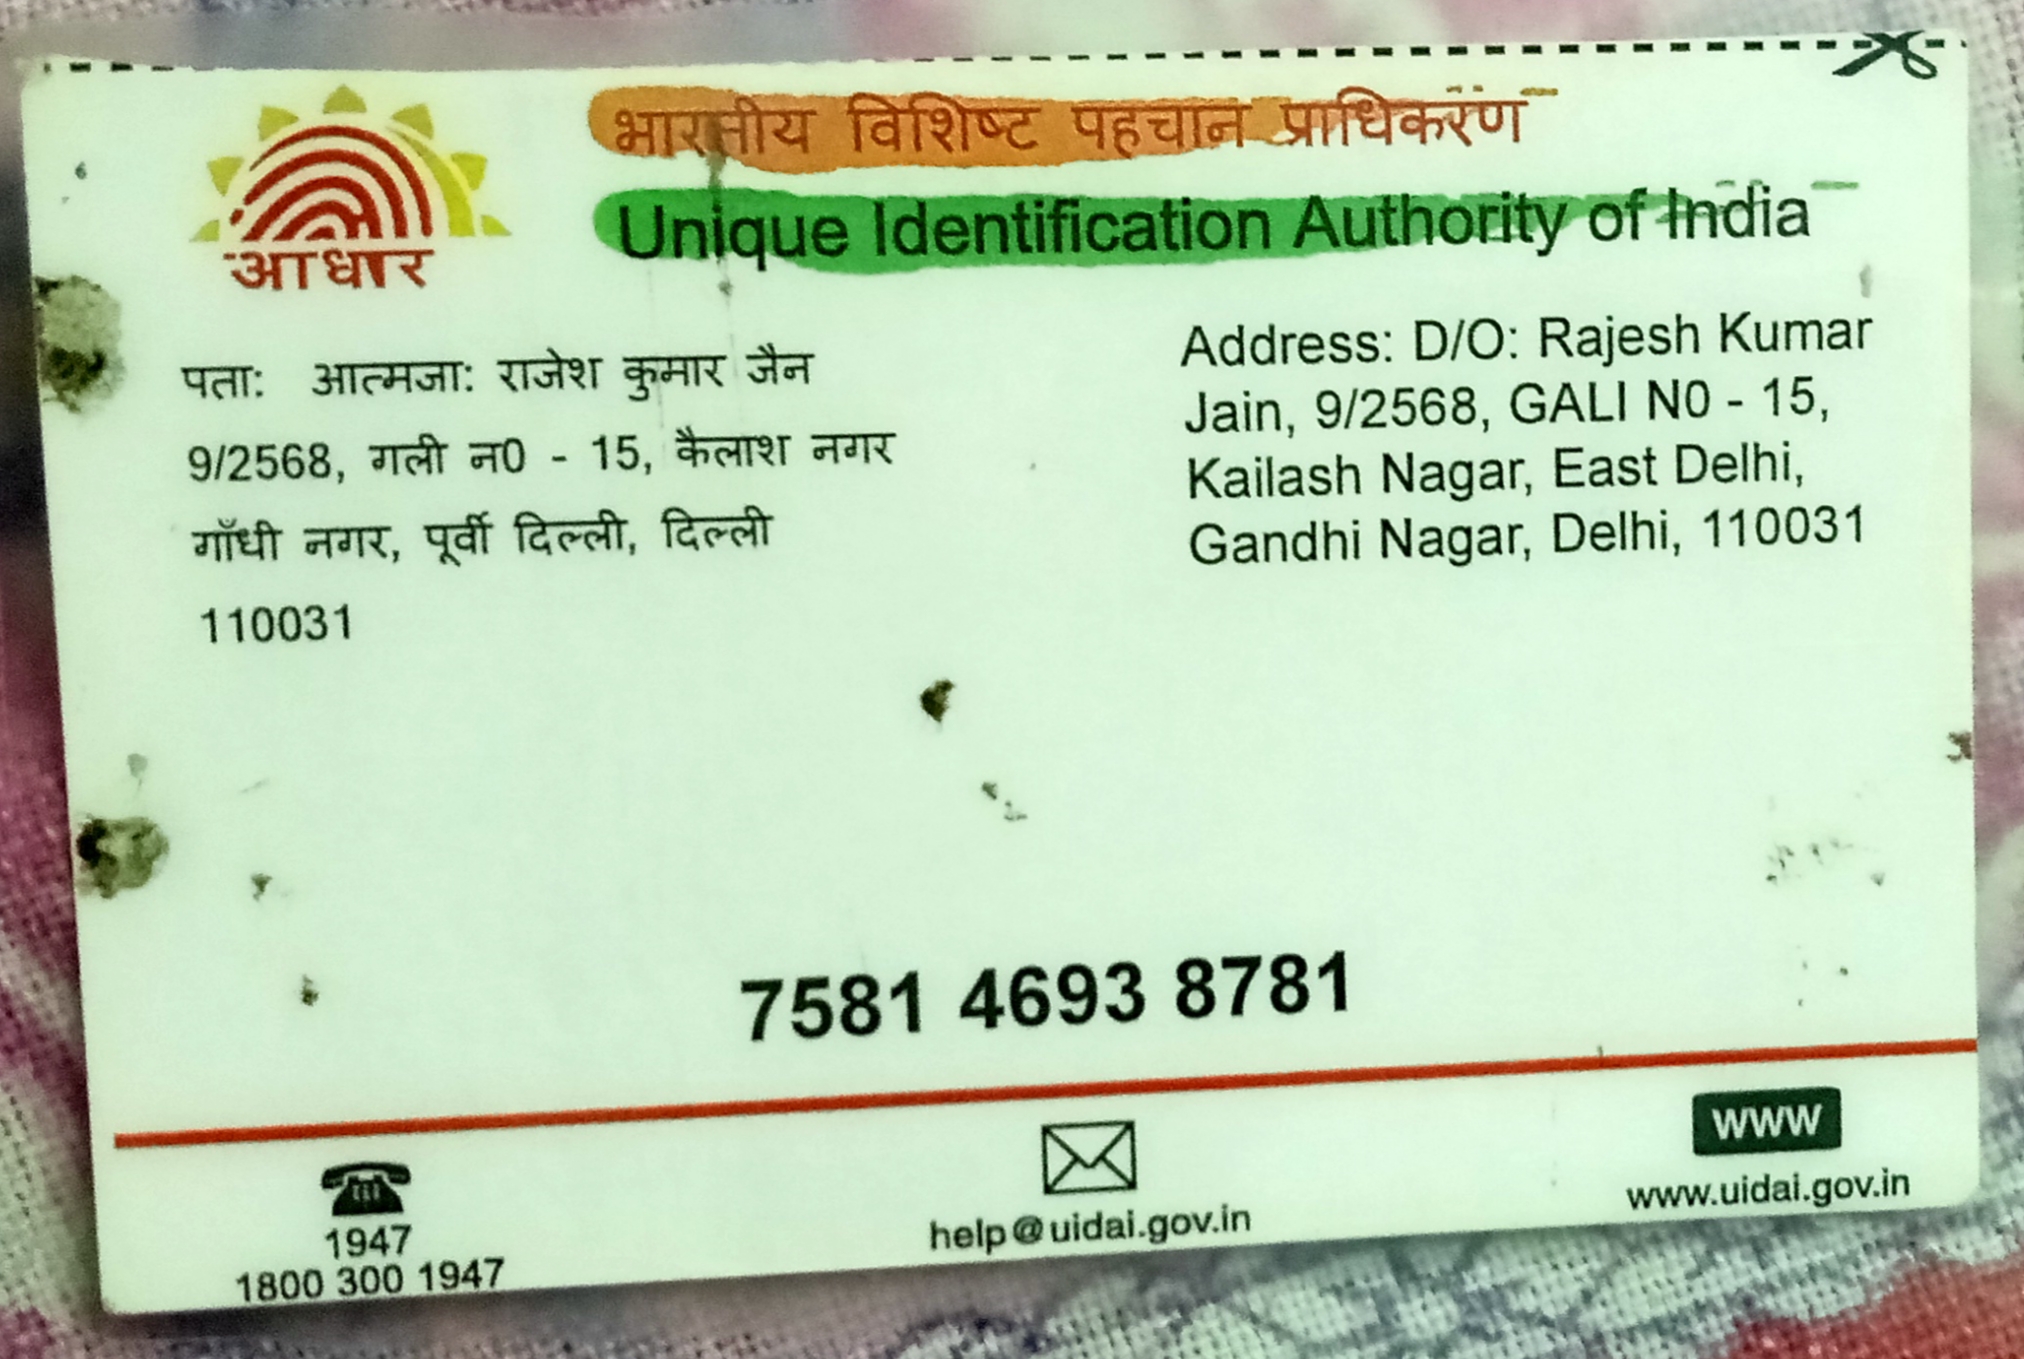 भारतीय विशिष्ट पहचान प्राधिकरण
Unique Identification Authority of India
आधार
पता: आत्मजा: राजेश कुमार जैन
9/2568, गली न0 - 15, कैलाश नगर
गाँधी नगर, पूर्वी दिल्ली, दिल्ली
110031
Address: D/O: Rajesh Kumar
Jain, 9/2568, GALI N0 - 15,
Kailash Nagar, East Delhi,
Gandhi Nagar, Delhi, 110031
7581 4693 8781
1947
1800 300 1947
help@uidai.gov.in
www
www.uidai.gov.in